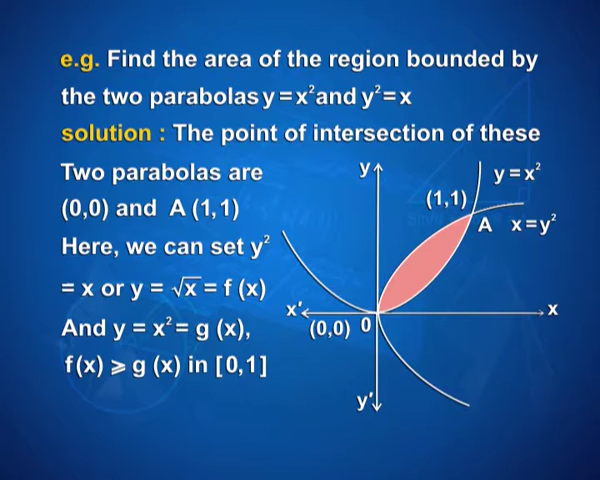 e.g. Find the area of the region bounded by
the two parabolas y = x² and y² = x
solution : The point of intersection of these
Two parabolas are
(0,0) and A (1,1)
Here, we can set y²
= x or y = √x = f (x)
And y = x² = g (x),
f(x) ⩾ g (x) in [0,1]
y
y = x²
(1,1)
A x = y²
x'
x
(0,0) 0
y'